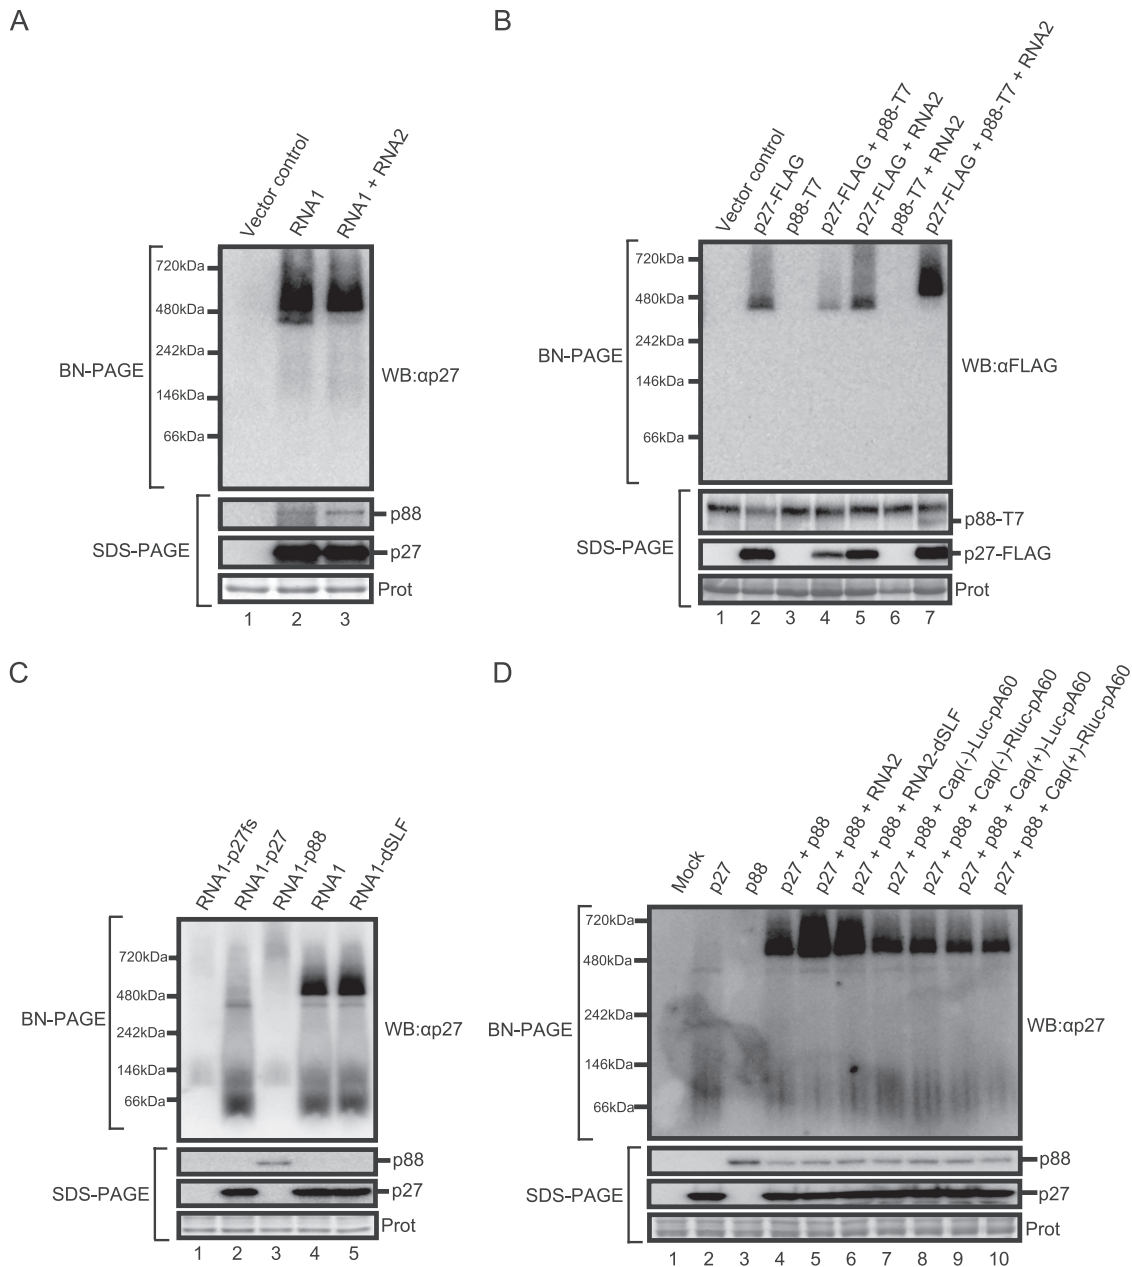 A
Vector control
RNA1
RNA1 + RNA2
720kDa
480kDa
242kDa
146kDa
66kDa
BN-PAGE
WB:αp27
SDS-PAGE
p88
p27
Prot
1 2 3
B
Vector control
p27-FLAG
p88-T7
p27-FLAG + p88-T7
p27-FLAG + RNA2
p88-T7 + RNA2
p27-FLAG + p88-T7 + RNA2
720kDa
480kDa
242kDa
146kDa
66kDa
BN-PAGE
WB:αFLAG
SDS-PAGE
p88-T7
p27-FLAG
Prot
1 2 3 4 5 6 7
C
RNA1-p27fs
RNA1-p27
RNA1-p88
RNA1
RNA1-dSLF
720kDa
480kDa
242kDa
146kDa
66kDa
BN-PAGE
WB:αp27
SDS-PAGE
p88
p27
Prot
1 2 3 4 5
D
Mock
p27
p88
p27 + p88
p27 + p88 + RNA2
p27 + p88 + RNA2-dSLF
p27 + p88 + Cap(-)-Luc-pA60
p27 + p88 + Cap(-)-Rluc-pA60
p27 + p88 + Cap(+)-Luc-pA60
p27 + p88 + Cap(+)-Rluc-pA60
720kDa
480kDa
242kDa
146kDa
66kDa
BN-PAGE
WB:αp27
SDS-PAGE
p88
p27
Prot
1 2 3 4 5 6 7 8 9 10